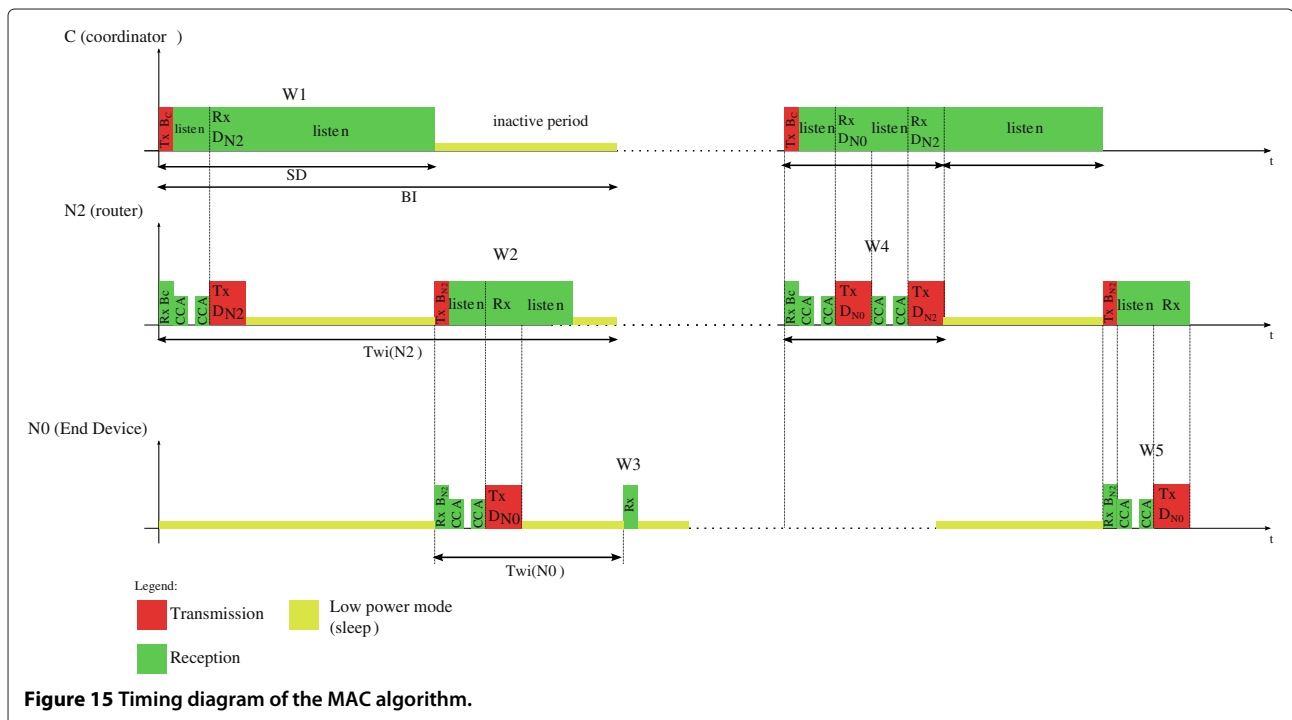 C (coordinator )
W1
Tx BC
listen
Rx
DN2
listen
inactive period
Tx BC
listen
Rx
DN0
listen
Rx
DN2
listen
t
SD
BI
N2 (router)
W2
W4
Rx Bc
CCA
CCA
Tx
DN2
Tx BN2
listen
Rx
listen
Rx Bc
CCA
CCA
Tx
DN0
CCA
CCA
Tx
DN2
Tx BN2
listen
Rx
t
Twi(N2 )
N0 (End Device)
W3
W5
Rx BN2
CCA
CCA
Tx
DN0
Rx
Rx BN2
CCA
CCA
Tx
DN0
t
Twi(N0 )
Legend:
Transmission
Low power mode
(sleep )
Reception
Figure 15 Timing diagram of the MAC algorithm.